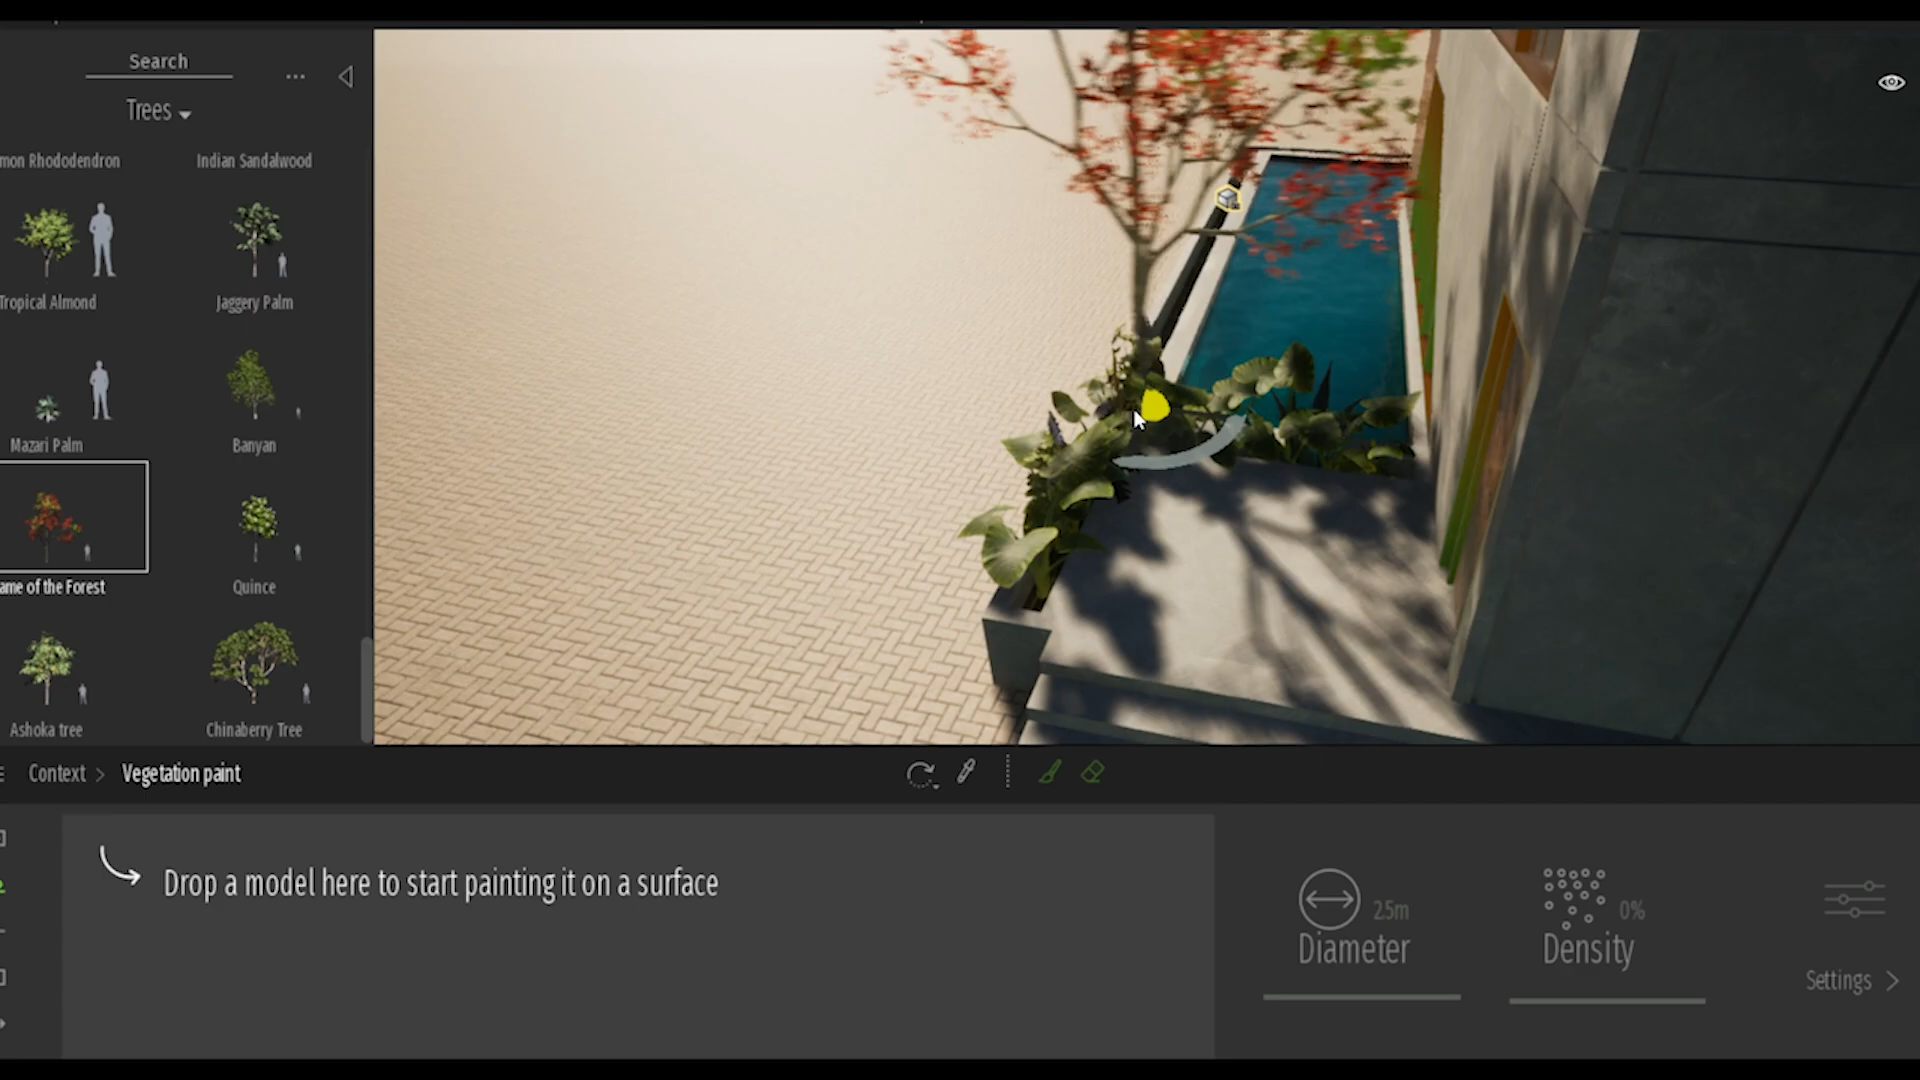 Search
Trees
mon Rhododendron
Indian Sandalwood
Tropical Almond
Jaggery Palm
Mazari Palm
Banyan
ame of the Forest
Quince
Ashoka tree
Chinaberry Tree
Context > Vegetation paint
Drop a model here to start painting it on a surface
2.5m
Diameter
0%
Density
Settings >